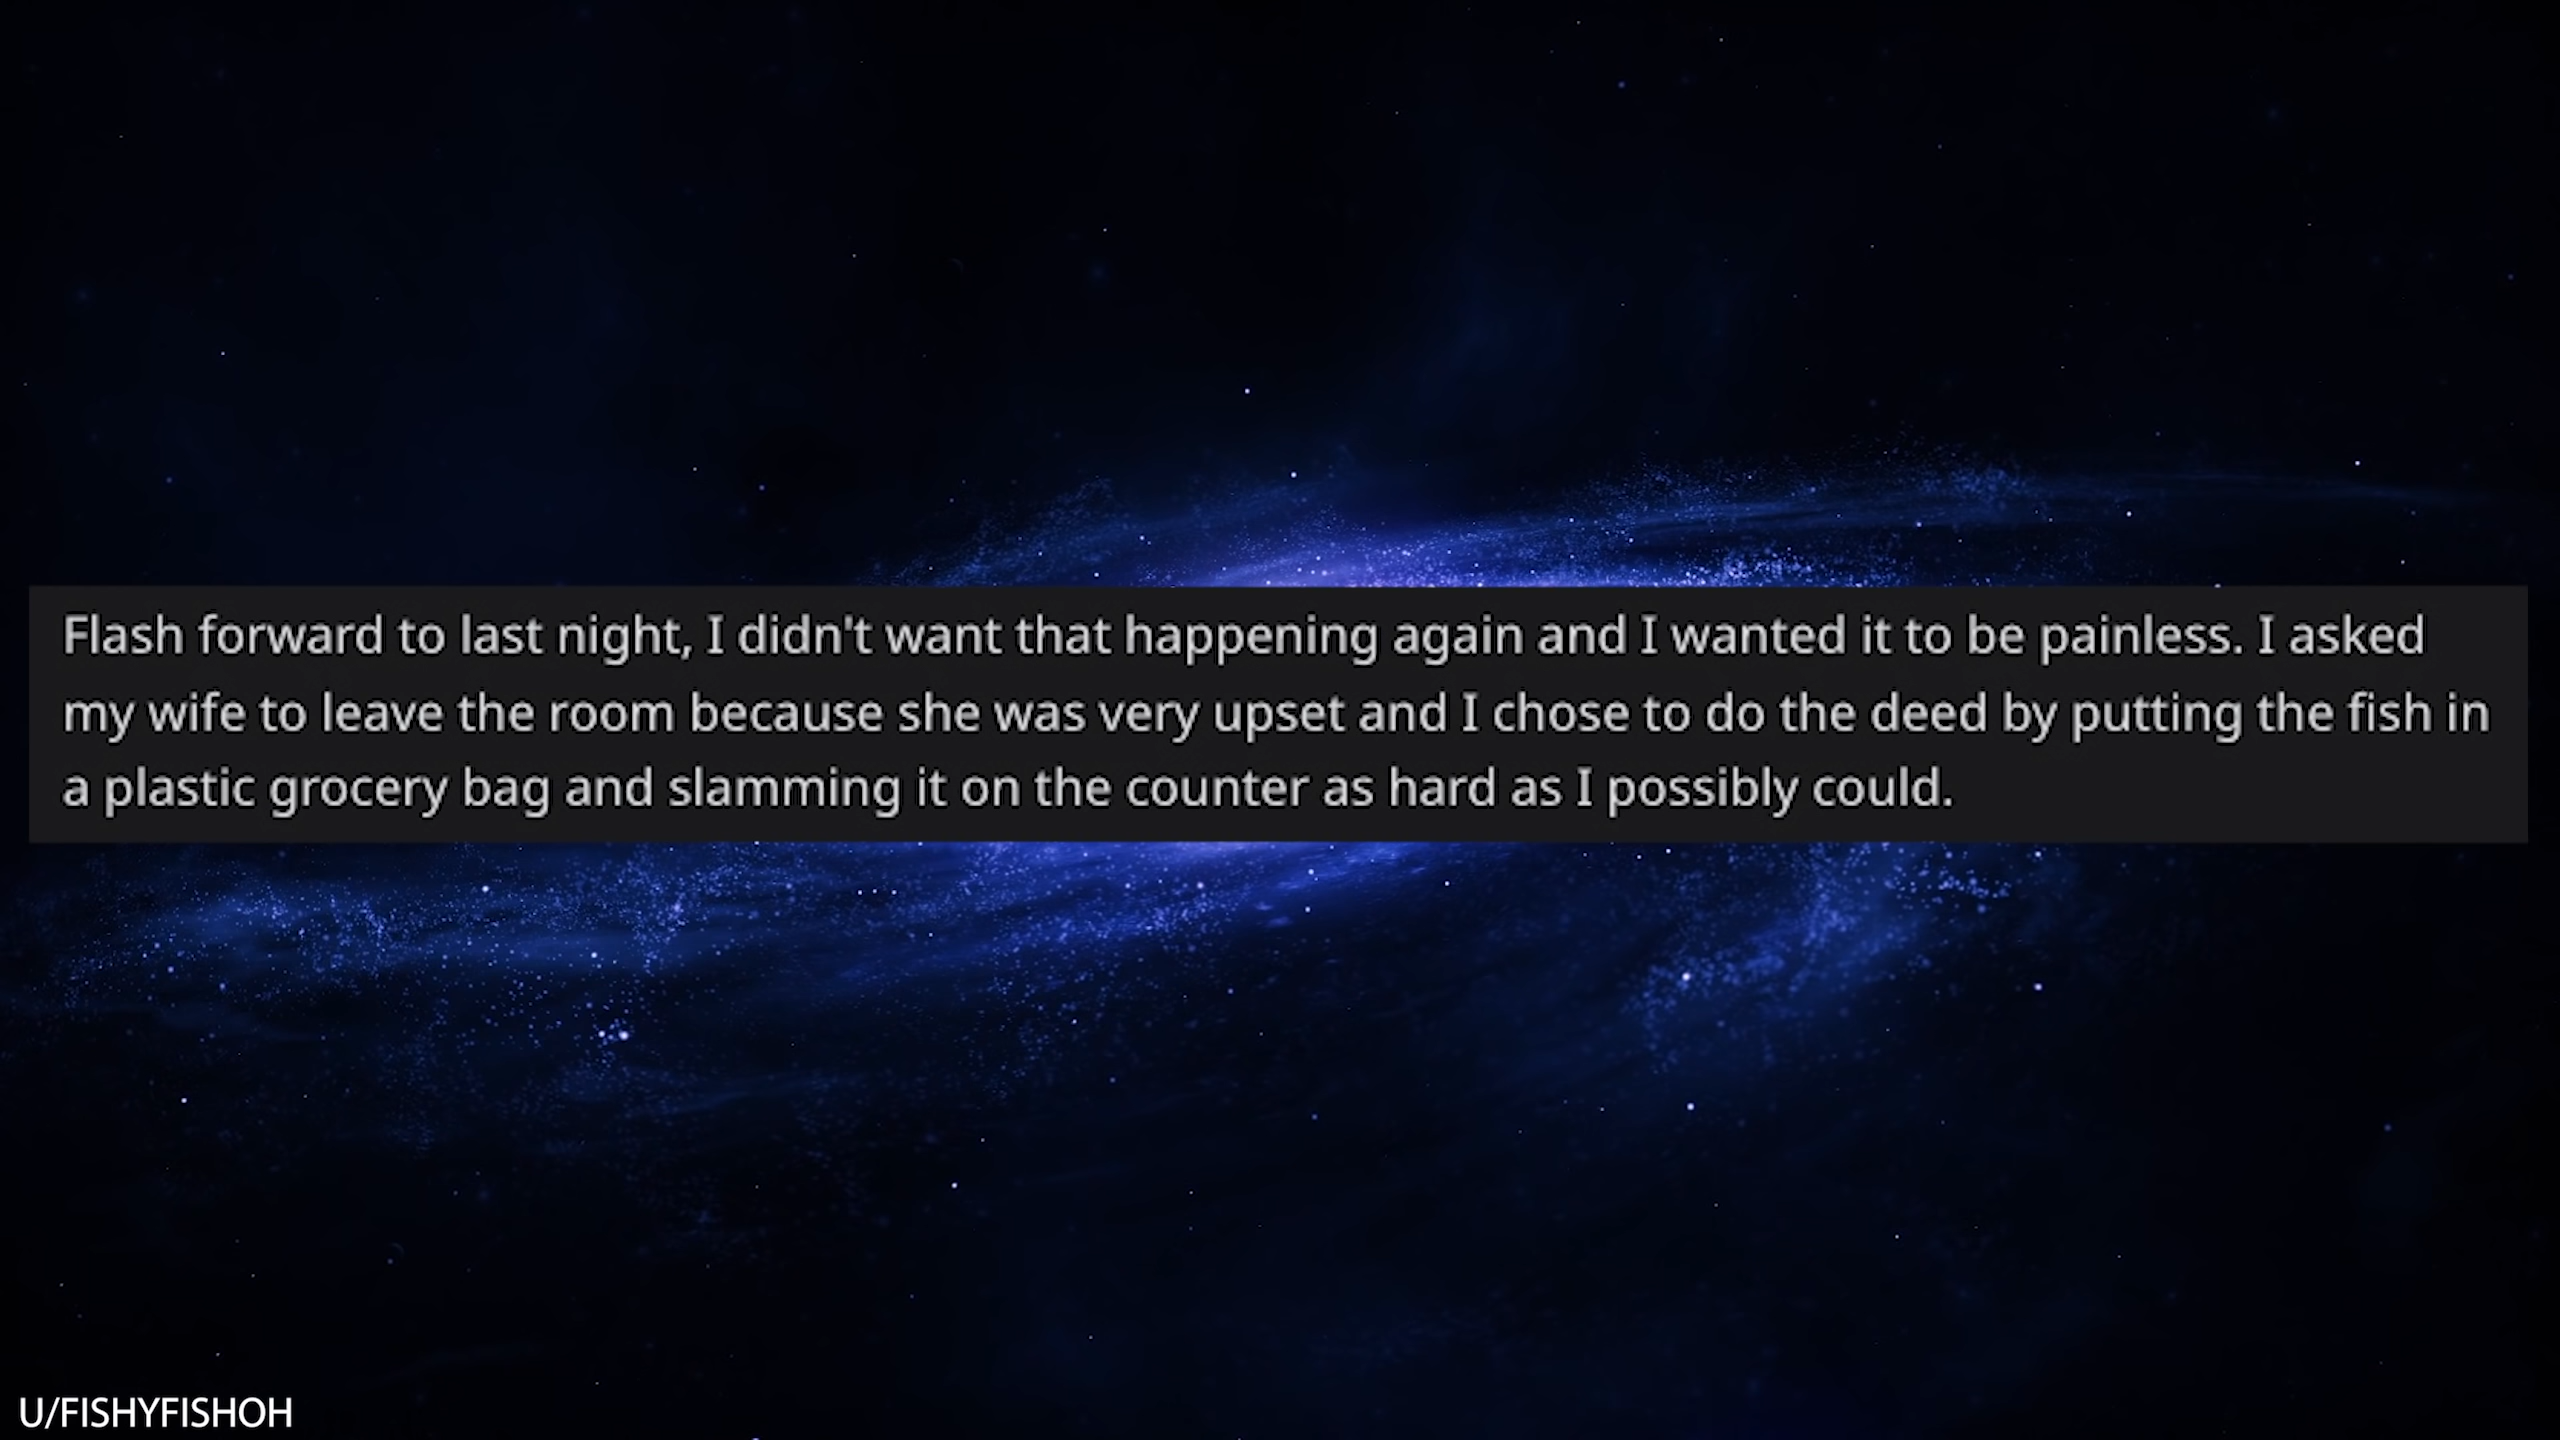 Flash forward to last night, I didn't want that happening again and I wanted it to be painless. I asked
my wife to leave the room because she was very upset and I chose to do the deed by putting the fish in
a plastic grocery bag and slamming it on the counter as hard as I possibly could.
U/FISHYFISHOH